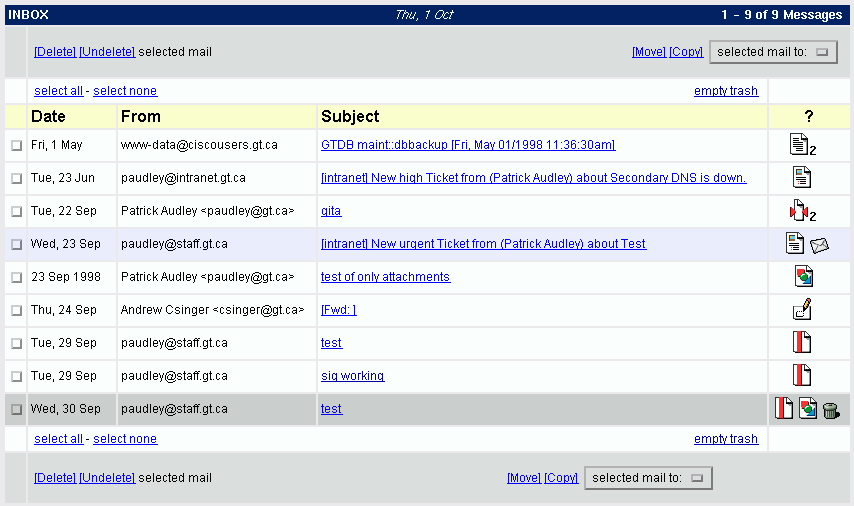 INBOX Thu, 1 Oct 1 - 9 of 9 Messages
[Delete] [Undelete] selected mail [Move] [Copy] selected mail to:
select all - select none empty trash
Date From Subject ?
Fri, 1 May www-data@ciscousers.gt.ca GTDB maint::dbbackup [Fri, May 01/1998 11:36:30am] 2
Tue, 23 Jun paudley@intranet.gt.ca [intranet] New high Ticket from (Patrick Audley) about Secondary DNS is down.
Tue, 22 Sep Patrick Audley <paudley@gt.ca> qita 2
Wed, 23 Sep paudley@staff.gt.ca [intranet] New urgent Ticket from (Patrick Audley) about Test
23 Sep 1998 Patrick Audley <paudley@gt.ca> test of only attachments
Thu, 24 Sep Andrew Csinger <csinger@gt.ca> [Fwd: ]
Tue, 29 Sep paudley@staff.gt.ca test
Tue, 29 Sep paudley@staff.gt.ca sig working
Wed, 30 Sep paudley@staff.gt.ca test
select all - select none empty trash
[Delete] [Undelete] selected mail [Move] [Copy] selected mail to: